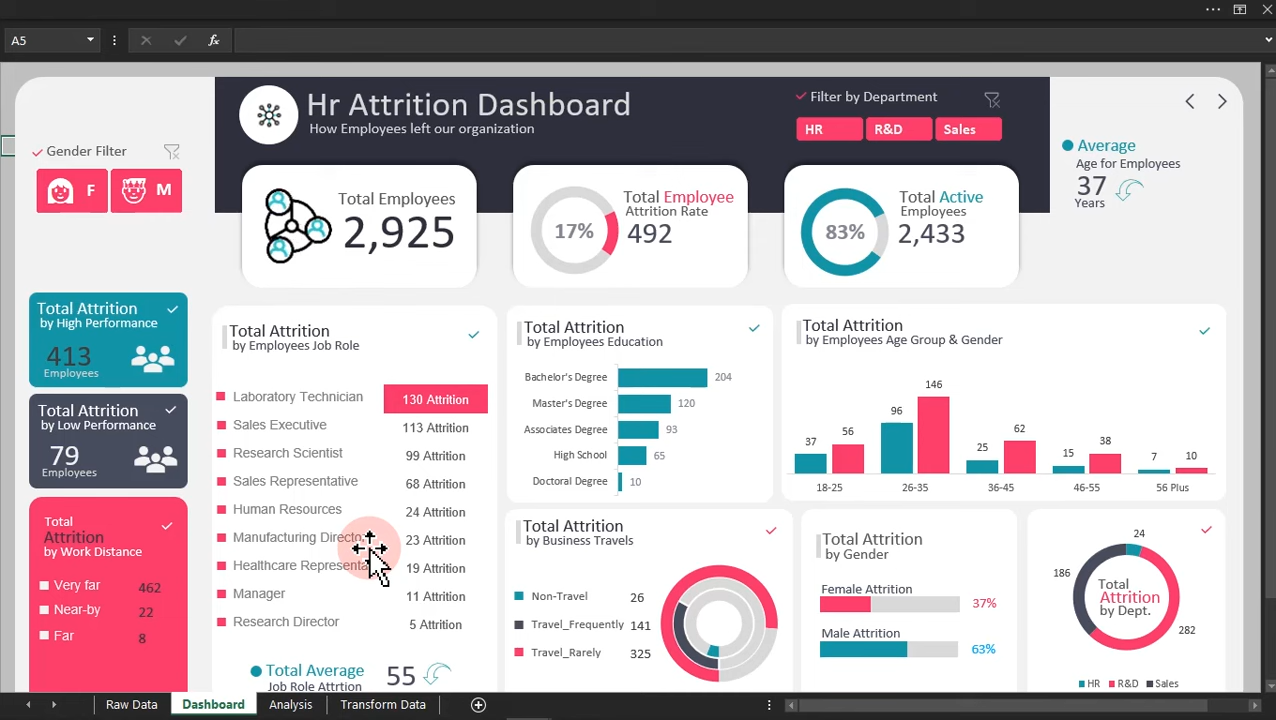 A5
fx
Hr Attrition Dashboard
How Employees left our organization
Filter by Department
HR
R&D
Sales
Gender Filter
F
M
Average
Age for Employees
37
Years
Total Employees
2,925
17%
Total Employee
Attrition Rate
492
83%
Total Active
Employees
2,433
Total Attrition
by High Performance
413
Employees
Total Attrition
by Low Performance
79
Employees
Total
Attrition
by Work Distance
Very far 462
Near-by 22
Far 8
Total Attrition
by Employees Job Role
Laboratory Technician 130 Attrition
Sales Executive 113 Attrition
Research Scientist 99 Attrition
Sales Representative 68 Attrition
Human Resources 24 Attrition
Manufacturing Director 23 Attrition
Healthcare Representa 19 Attrition
Manager 11 Attrition
Research Director 5 Attrition
Total Average 55
Job Role Attrtion
Total Attrition
by Employees Education
Bachelor's Degree 204
Master's Degree 120
Associates Degree 93
High School 65
Doctoral Degree 10
Total Attrition
by Employees Age Group & Gender
37 56 96 146 25 62 15 38 7 10
18-25 26-35 36-45 46-55 56 Plus
Total Attrition
by Business Travels
Non-Travel 26
Travel_Frequently 141
Travel_Rarely 325
Total Attrition
by Gender
Female Attrition
37%
Male Attrition
63%
24
186
Total
Attrition
by Dept.
282
HR R&D Sales
Raw Data Dashboard Analysis Transform Data